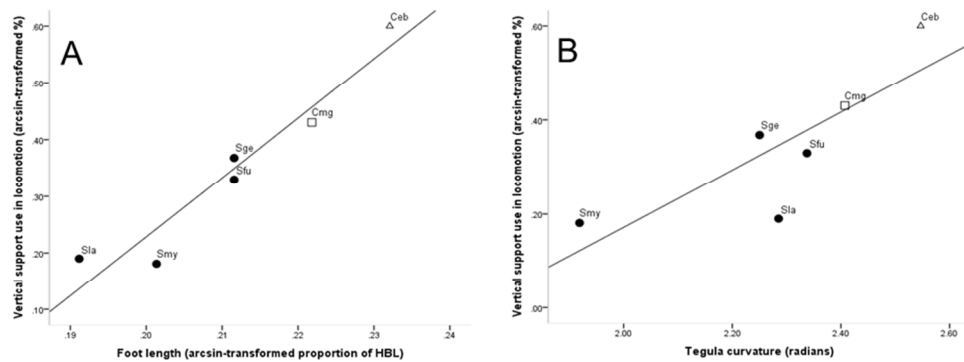 A
Vertical support use in locomotion (arcsin-transformed %)
.60
.50
.40
.30
.20
.10
Ceb
Cmg
Sge
Sfu
Sla
Smy
.19 .20 .21 .22 .23 .24
Foot length (arcsin-transformed proportion of HBL)
B
Vertical support use in locomotion (arcsin-transformed %)
.60
.40
.20
.00
Ceb
Cmg
Sge
Sfu
Smy
Sla
2.00 2.20 2.40 2.60
Tegula curvature (radians)